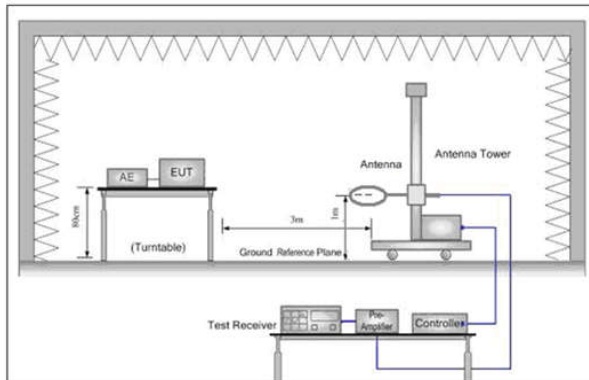 Antenna
Antenna Tower
AE
EUT
80cm
(Turntable)
3m
1m
Ground Reference Plane
Test Receiver
Pre-
Amplifier
Controller